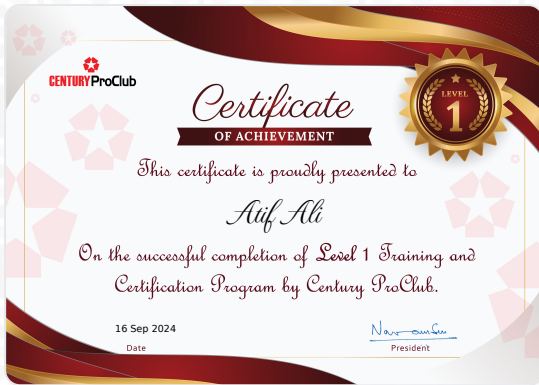 CENTURY ProClub
Certificate
OF ACHIEVEMENT
LEVEL
1
This certificate is proudly presented to
Atif Ali
On the successful completion of Level 1 Training and
Certification Program by Century ProClub.
16 Sep 2024
Date
President